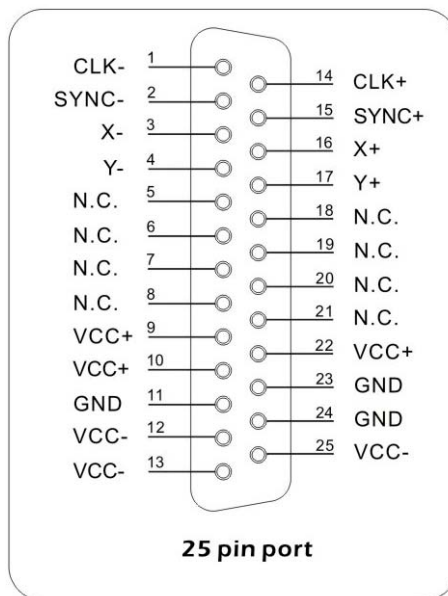 CLK- 1
SYNC- 2
X- 3
Y- 4
N.C. 5
N.C. 6
N.C. 7
N.C. 8
VCC+ 9
VCC+ 10
GND 11
VCC- 12
VCC- 13
14 CLK+
15 SYNC+
16 X+
17 Y+
18 N.C.
19 N.C.
20 N.C.
21 N.C.
22 VCC+
23 GND
24 GND
25 VCC-
25 pin port